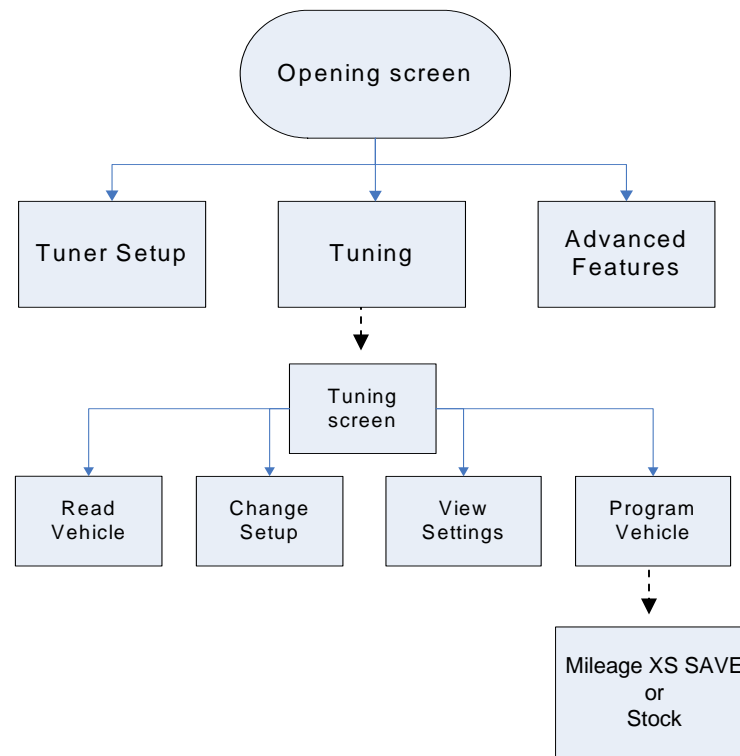 Opening screen
Tuner Setup
Tuning
Advanced
Features
Tuning
screen
Read
Vehicle
Change
Setup
View
Settings
Program
Vehicle
Mileage XS SAVE
or
Stock